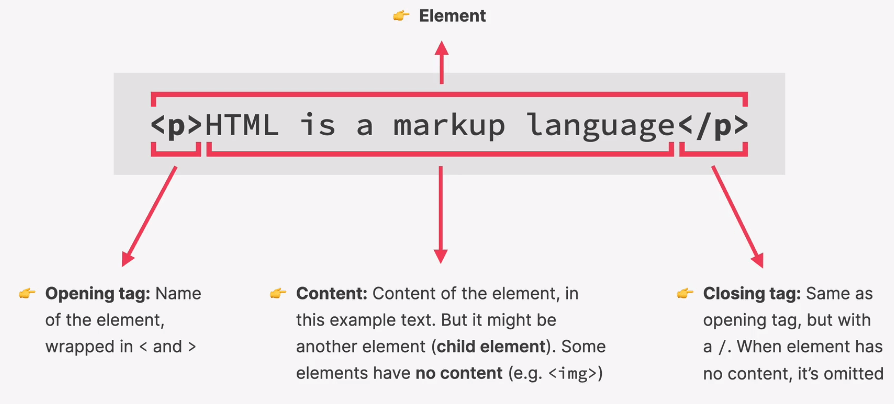 👉 Element
<p>HTML is a markup language</p>
👉 Opening tag: Name
of the element,
wrapped in < and >
👉 Content: Content of the element, in
this example text. But it might be
another element (child element). Some
elements have no content (e.g. <img>)
👉 Closing tag: Same as
opening tag, but with
a /. When element has
no content, it’s omitted